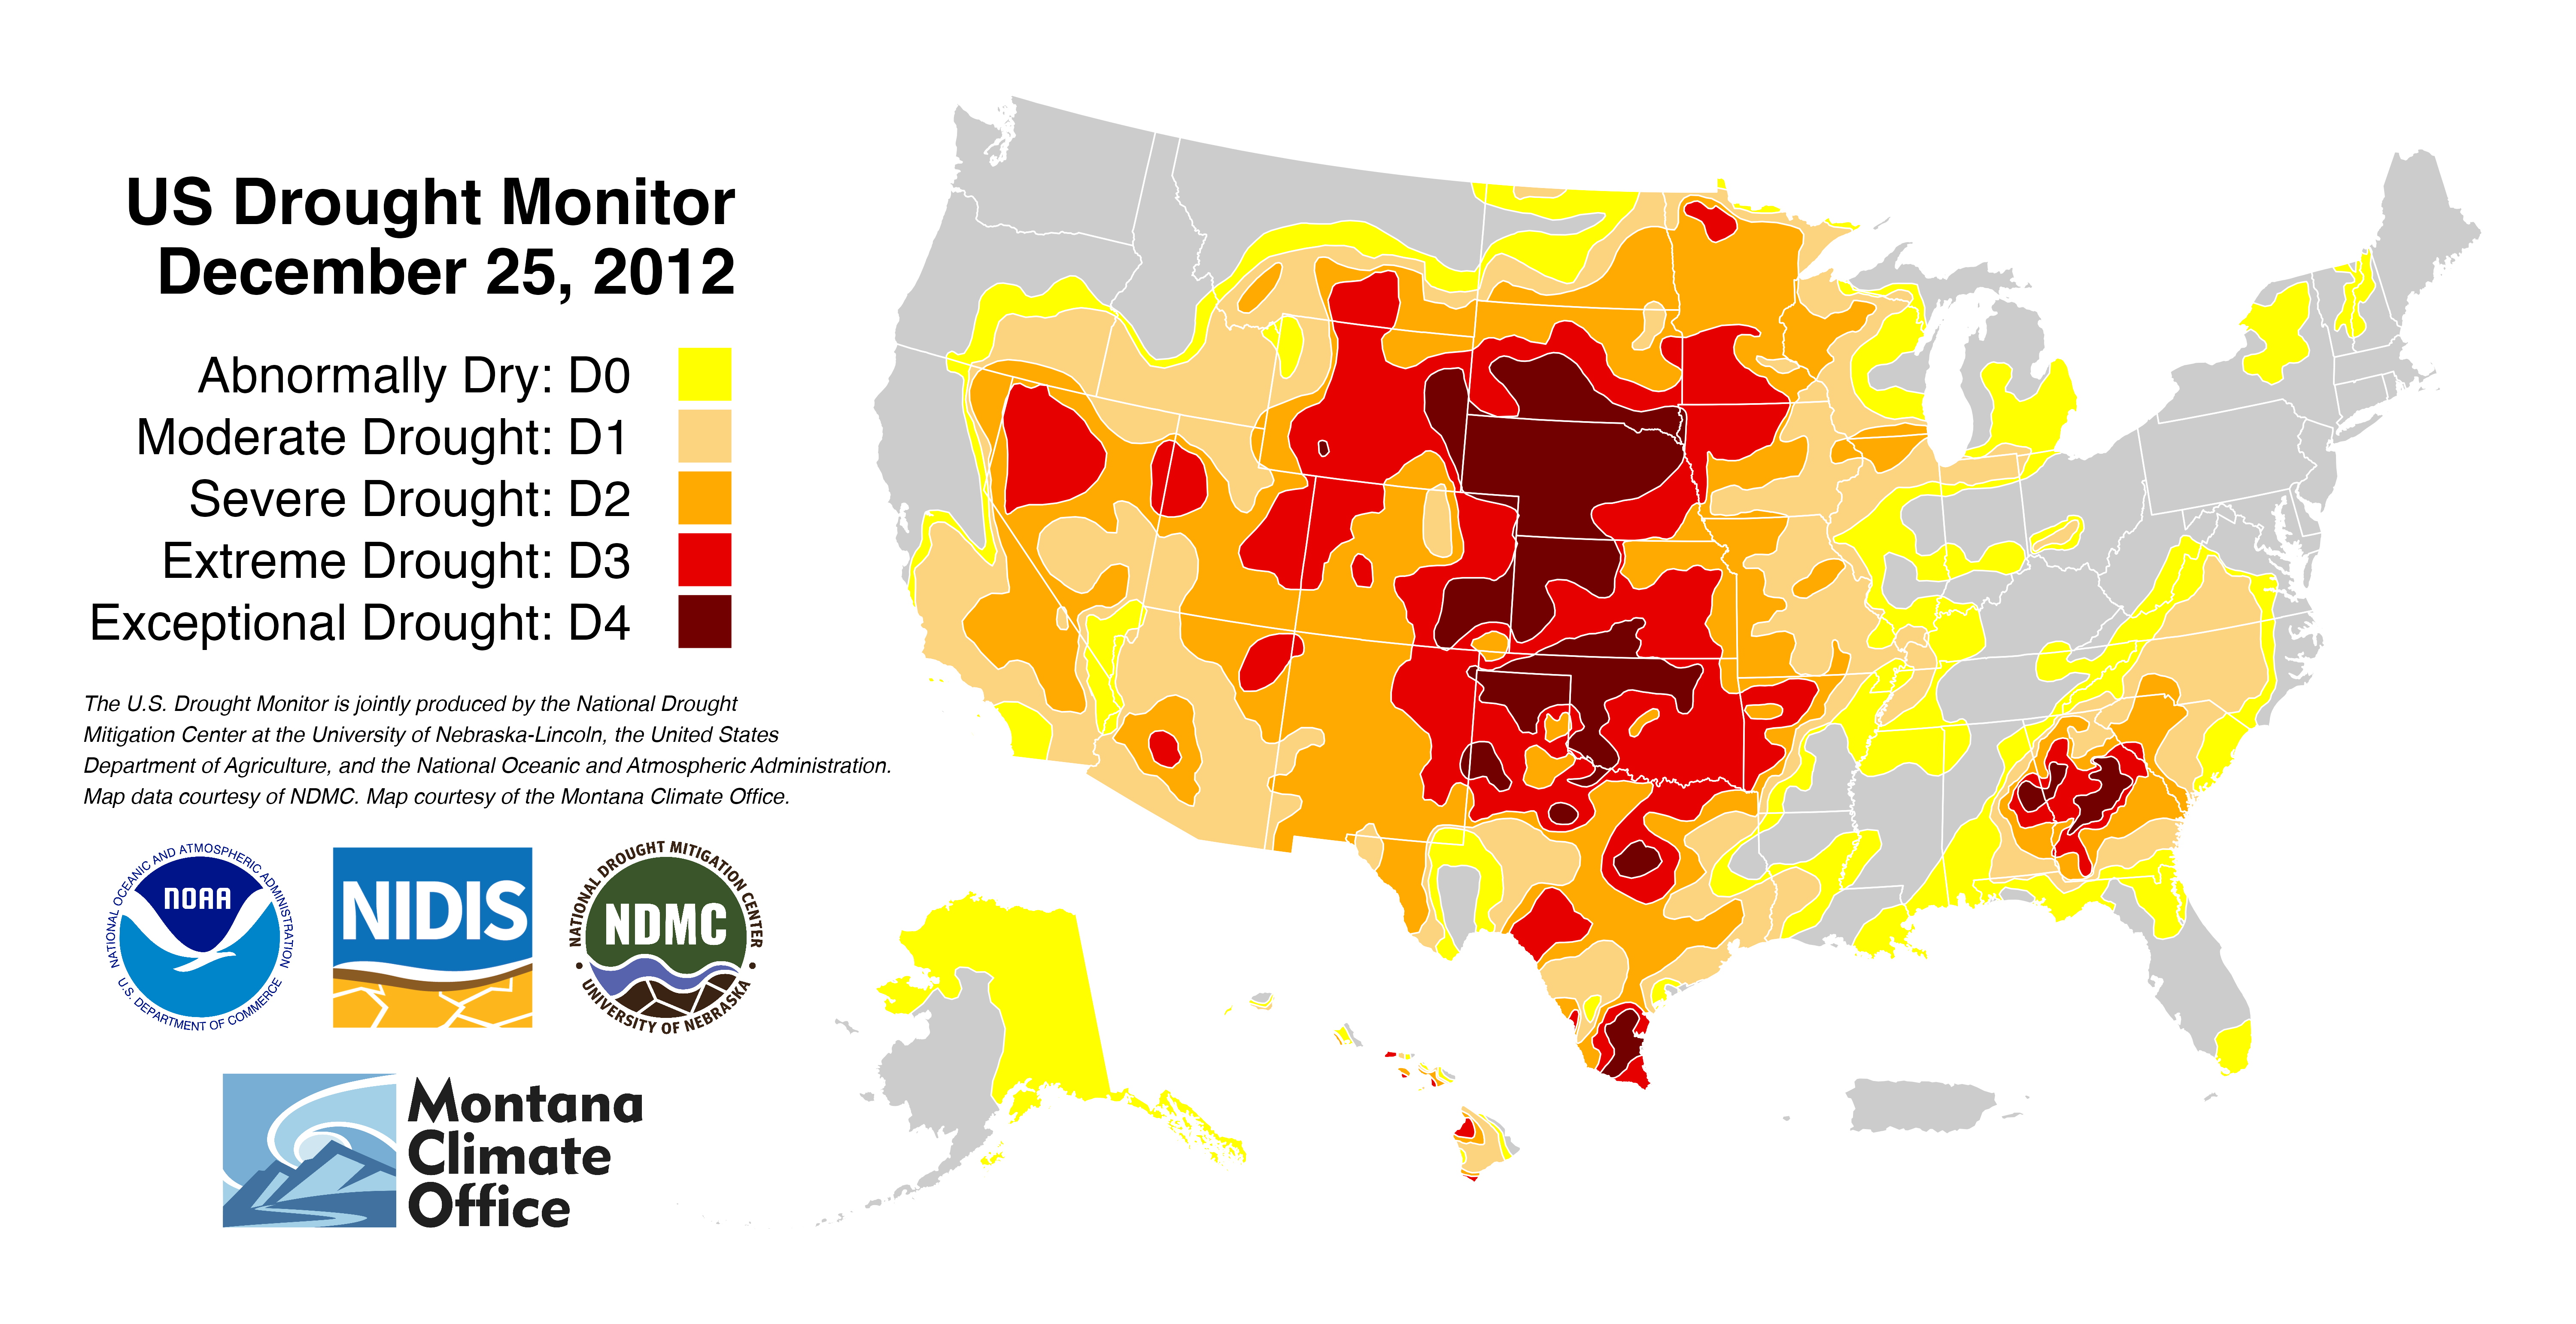 US Drought Monitor
December 25, 2012
Abnormally Dry: D0
Moderate Drought: D1
Severe Drought: D2
Extreme Drought: D3
Exceptional Drought: D4
The U.S. Drought Monitor is jointly produced by the National Drought
Mitigation Center at the University of Nebraska-Lincoln, the United States
Department of Agriculture, and the National Oceanic and Atmospheric Administration.
Map data courtesy of NDMC. Map courtesy of the Montana Climate Office.
NATIONAL OCEANIC AND ATMOSPHERIC ADMINISTRATION
NOAA
U.S. DEPARTMENT OF COMMERCE
NIDIS
NATIONAL DROUGHT MITIGATION CENTER
NDMC
UNIVERSITY OF NEBRASKA
Montana
Climate
Office